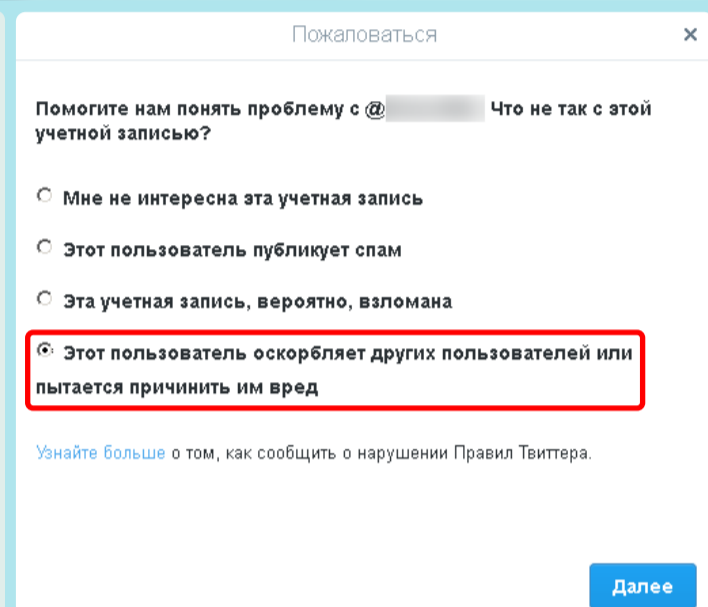 Пожаловаться
Помогите нам понять проблему с @ Что не так с этой
учетной записью?
Мне не интересна эта учетная запись
Этот пользователь публикует спам
Эта учетная запись, вероятно, взломана
Этот пользователь оскорбляет других пользователей или
пытается причинить им вред
Узнайте больше о том, как сообщить о нарушении Правил Твиттера.
Далее